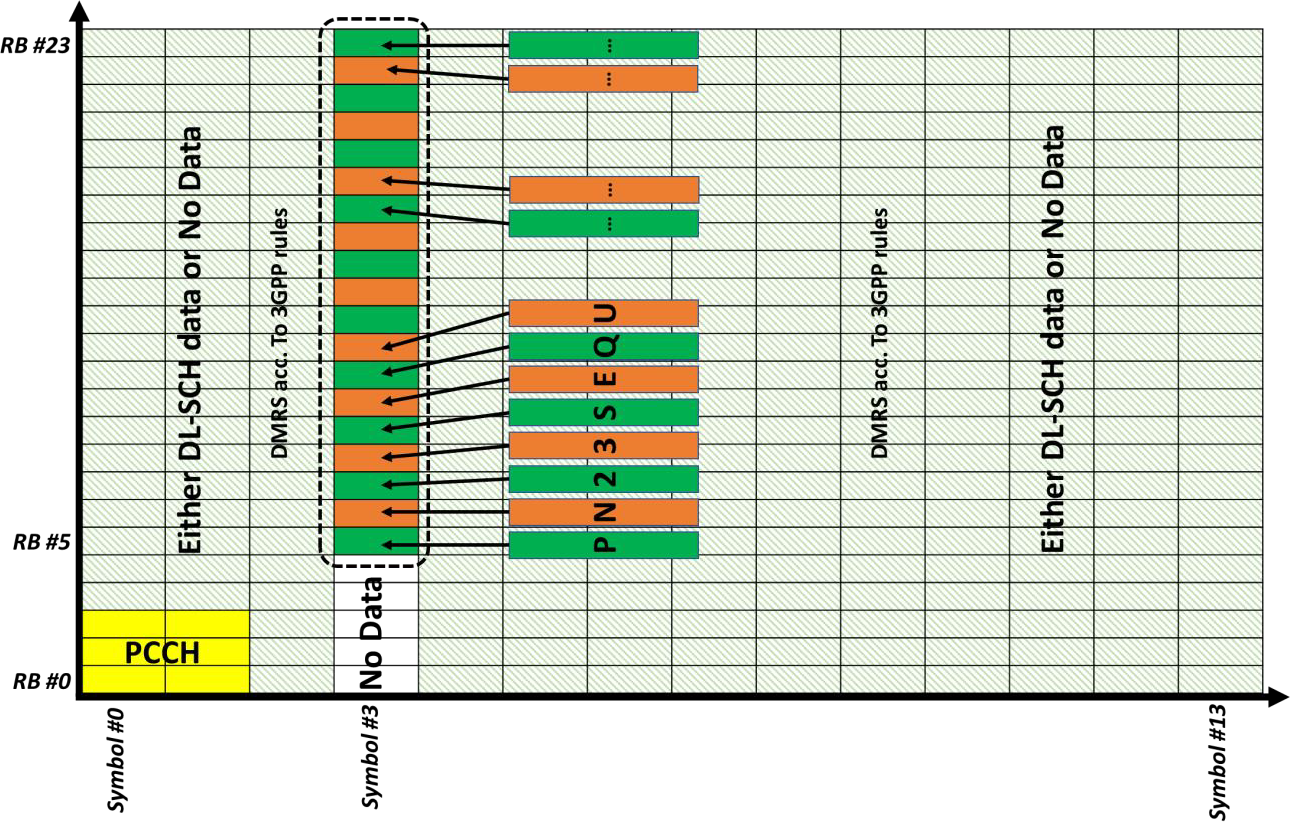 RB #23
…
…
…
…
Either DL-SCH data or No Data
DMRS acc. To 3GPP rules
DMRS acc. To 3GPP rules
Either DL-SCH data or No Data
U
Q
E
S
3
2
N
P
RB #5
No Data
PCCH
RB #0
Symbol #0
Symbol #3
Symbol #13